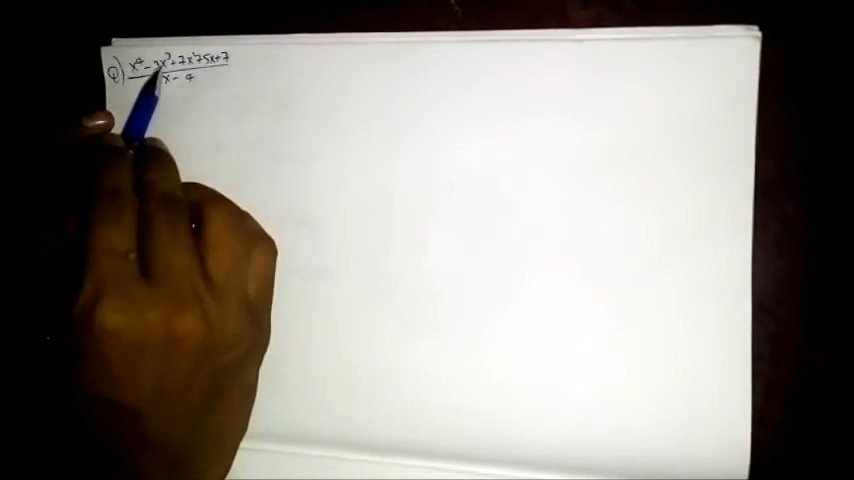 Q) x⁴ - 3x³ + 7x² + 5x + 7
x - 4